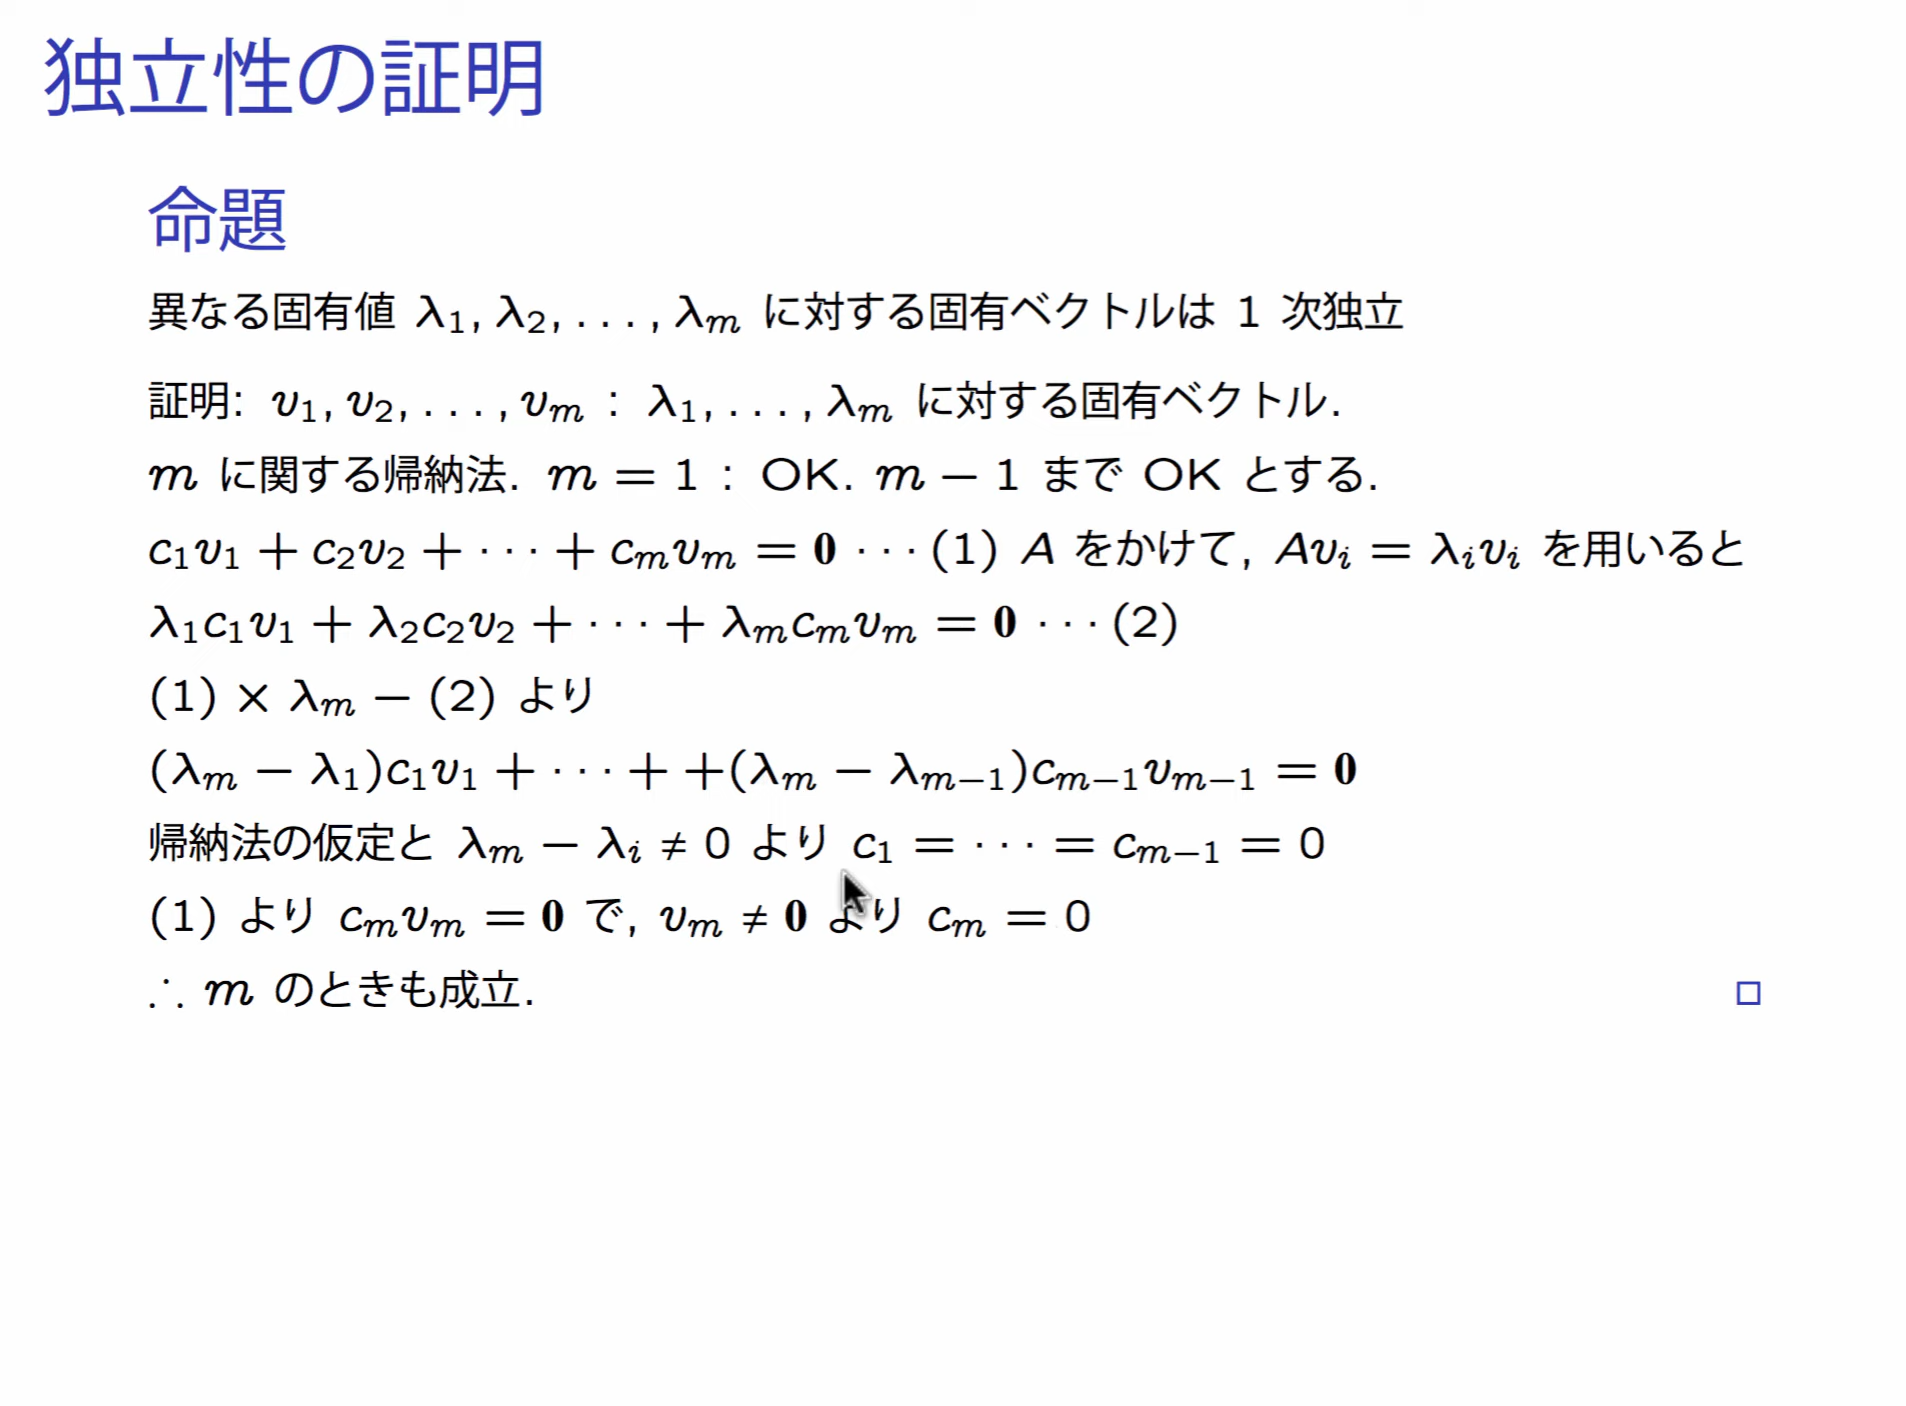 独立性の証明
命題
異なる固有値 λ₁, λ₂, . . . , λₘ に対する固有ベクトルは 1 次独立
証明: v₁, v₂, . . . , vₘ : λ₁, . . . , λₘ に対する固有ベクトル.
m に関する帰納法. m = 1 : OK. m − 1 まで OK とする.
c₁v₁ + c₂v₂ + · · · + cₘvₘ = 0 · · · (1) A をかけて, Avᵢ = λᵢvᵢ を用いると
λ₁c₁v₁ + λ₂c₂v₂ + · · · + λₘcₘvₘ = 0 · · · (2)
(1) × λₘ − (2) より
(λₘ − λ₁)c₁v₁ + · · · + +(λₘ − λₘ₋₁)cₘ₋₁vₘ₋₁ = 0
帰納法の仮定と λₘ − λᵢ ≠ 0 より c₁ = · · · = cₘ₋₁ = 0
(1) より cₘvₘ = 0 で, vₘ ≠ 0 より cₘ = 0
∴ m のときも成立. □